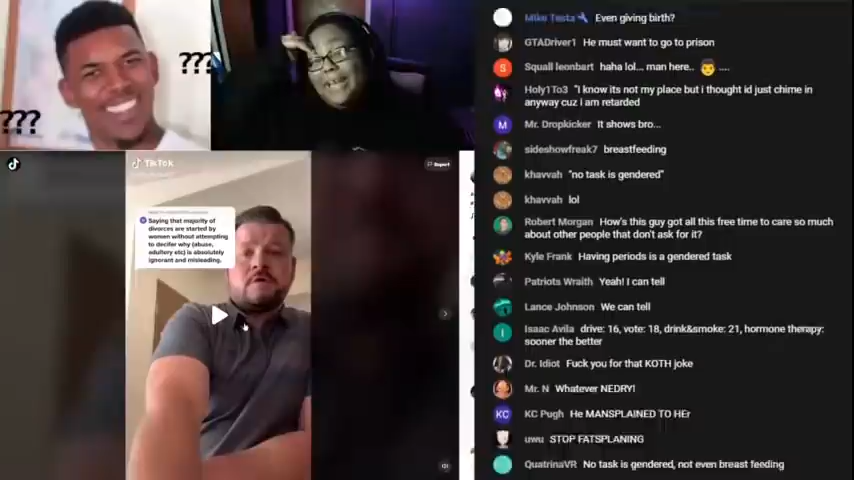 ???
???
TikTok
Report
Saying that majority of
divorces are started by
women without attempting
to decifer why (abuse,
adultery etc) is absolutely
ignorant and misleading.
Mike Testa Even giving birth?
GTADriver1 He must want to go to prison
Squall leonbart haha lol... man here.. 👨 ....
Holy1To3 "I know its not my place but i thought id just chime in
anyway cuz i am retarded
Mr. Dropkicker It shows bro...
sideshowfreak7 breastfeeding
khavvah "no task is gendered"
khavvah lol
Robert Morgan How's this guy got all this free time to care so much
about other people that don't ask for it?
Kyle Frank Having periods is a gendered task
Patriots Wraith Yeah! I can tell
Lance Johnson We can tell
I Isaac Avila drive: 16, vote: 18, drink&smoke: 21, hormone therapy:
sooner the better
Dr. Idiot Fuck you for that KOTH joke
Mr. N Whatever NEDRY!
KC KC Pugh He MANSPLAINED TO HEr
uwu STOP FATSPLANING
QuatrinaVR No task is gendered, not even breast feeding